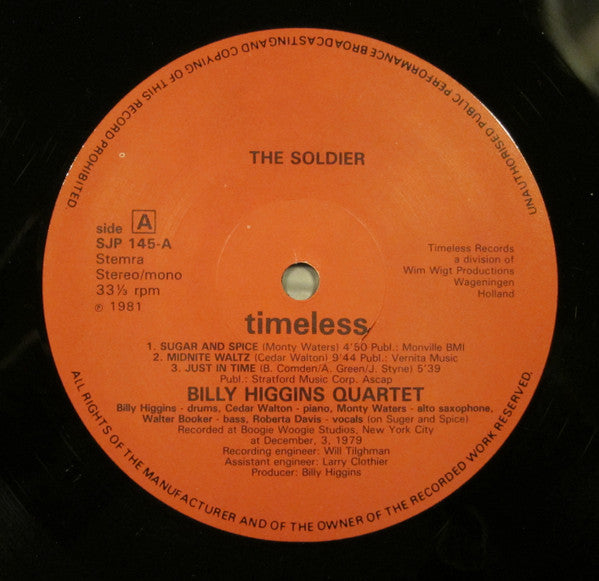 UNAUTHORISED PUBLIC PERFORMANCE BROADCASTING AND COPYING OF THIS RECORD PROHIBITED.
THE SOLDIER
side A
SJP 145-A
Stemra
Stereo/mono
33⅓ rpm
℗ 1981
Timeless Records
a division of
Wim Wigt Productions
Wageningen
Holland
timeless
1. SUGAR AND SPICE (Monty Waters) 4'50 Publ.: Monville BMI
2. MIDNITE WALTZ (Cedar Walton) 9'44 Publ.: Vernita Music
3. JUST IN TIME (B. Comden/A. Green/J. Styne) 5'39
Publ.: Stratford Music Corp. Ascap
BILLY HIGGINS QUARTET
Billy Higgins - drums, Cedar Walton - piano, Monty Waters - alto saxophone,
Walter Booker - bass, Roberta Davis - vocals (on Sugar and Spice)
Recorded at Boogie Woogie Studios, New York City
at December, 3, 1979
Recording engineer: Will Tilghman
Assistant engineer: Larry Clothier
Producer: Billy Higgins
ALL RIGHTS OF THE MANUFACTURER AND OF THE OWNER OF THE RECORDED WORK RESERVED.